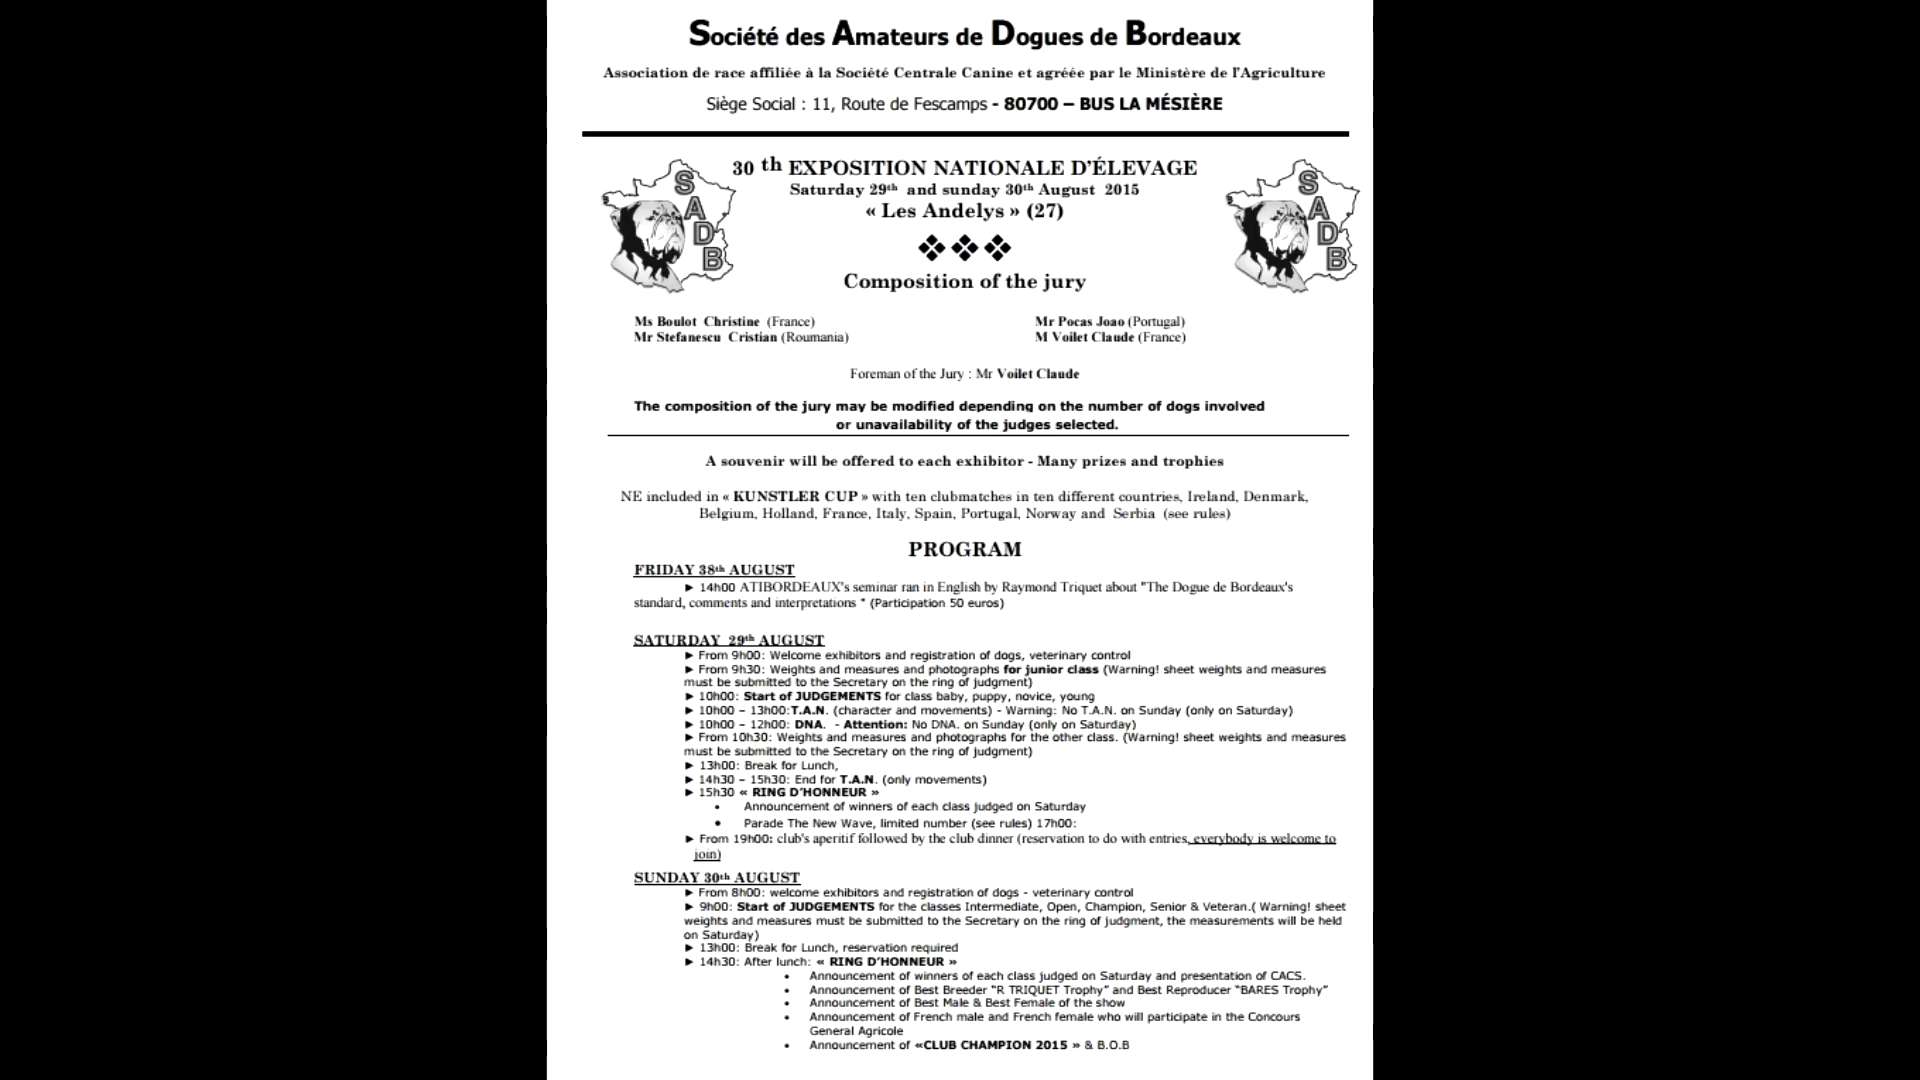 Société des Amateurs de Dogues de Bordeaux
Association de race affiliée à la Société Centrale Canine et agréée par le Ministère de l'Agriculture
Siège Social : 11, Route de Fescamps - 80700 – BUS LA MÉSIÈRE
30 th EXPOSITION NATIONALE D'ÉLEVAGE
Saturday 29th and sunday 30th August 2015
« Les Andelys » (27)
SADB
SADB
Composition of the jury
Ms Boulot Christine (France)
Mr Stefanescu Cristian (Roumania)
Mr Pocas Joao (Portugal)
M Voilet Claude (France)
Foreman of the Jury : Mr Voilet Claude
The composition of the jury may be modified depending on the number of dogs involved
or unavailability of the judges selected.
A souvenir will be offered to each exhibitor - Many prizes and trophies
NE included in « KUNSTLER CUP » with ten clubmatches in ten different countries, Ireland, Denmark,
Belgium, Holland, France, Italy, Spain, Portugal, Norway and Serbia (see rules)
PROGRAM
FRIDAY 38th AUGUST
► 14h00 ATIBORDEAUX's seminar ran in English by Raymond Triquet about "The Dogue de Bordeaux's
standard, comments and interpretations " (Participation 50 euros)
SATURDAY 29th AUGUST
► From 9h00: Welcome exhibitors and registration of dogs, veterinary control
► From 9h30: Weights and measures and photographs for junior class (Warning! sheet weights and measures
must be submitted to the Secretary on the ring of judgment)
► 10h00: Start of JUDGEMENTS for class baby, puppy, novice, young
► 10h00 – 13h00:T.A.N. (character and movements) - Warning: No T.A.N. on Sunday (only on Saturday)
► 10h00 – 12h00: DNA. - Attention: No DNA. on Sunday (only on Saturday)
► From 10h30: Weights and measures and photographs for the other class. (Warning! sheet weights and measures
must be submitted to the Secretary on the ring of judgment)
► 13h00: Break for Lunch,
► 14h30 – 15h30: End for T.A.N. (only movements)
► 15h30 « RING D'HONNEUR »
• Announcement of winners of each class judged on Saturday
• Parade The New Wave, limited number (see rules) 17h00:
► From 19h00: club's aperitif followed by the club dinner (reservation to do with entries, everybody is welcome to
join)
SUNDAY 30th AUGUST
► From 8h00: welcome exhibitors and registration of dogs - veterinary control
► 9h00: Start of JUDGEMENTS for the classes Intermediate, Open, Champion, Senior & Veteran.( Warning! sheet
weights and measures must be submitted to the Secretary on the ring of judgment, the measurements will be held
on Saturday)
► 13h00: Break for Lunch, reservation required
► 14h30: After lunch: « RING D'HONNEUR »
• Announcement of winners of each class judged on Saturday and presentation of CACS.
• Announcement of Best Breeder "R TRIQUET Trophy" and Best Reproducer "BARES Trophy"
• Announcement of Best Male & Best Female of the show
• Announcement of French male and French female who will participate in the Concours
General Agricole
• Announcement of «CLUB CHAMPION 2015 » & B.O.B